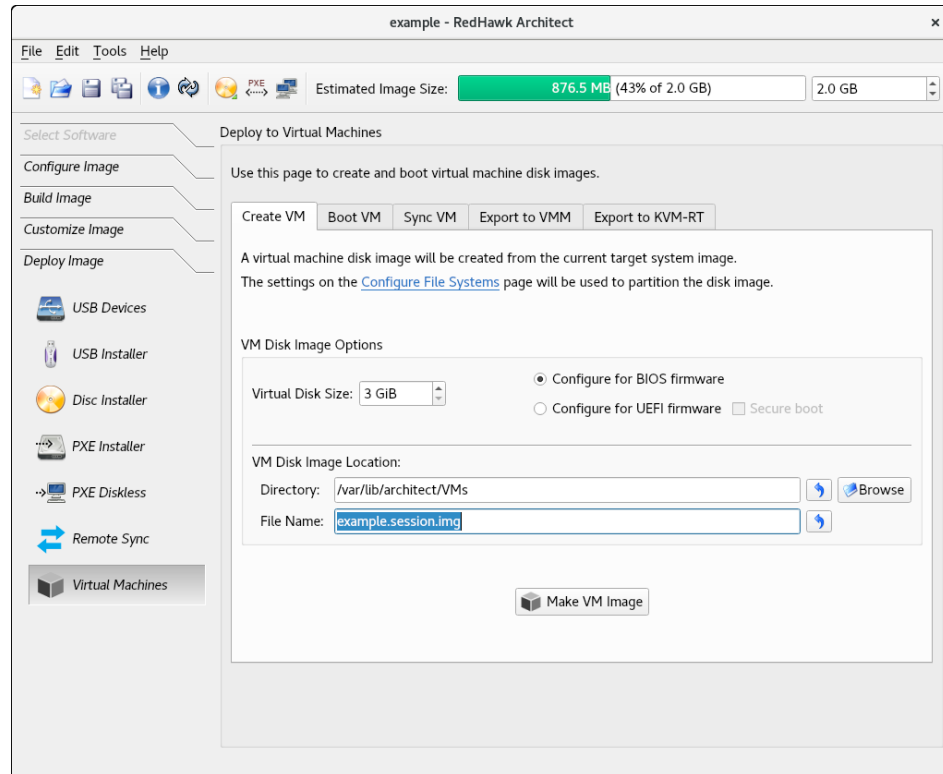 example - RedHawk Architect
File Edit Tools Help
PXE Estimated Image Size: 876.5 MB (43% of 2.0 GB) 2.0 GB
Select Software
Configure Image
Build Image
Customize Image
Deploy Image
USB Devices
USB Installer
Disc Installer
PXE Installer
PXE Diskless
Remote Sync
Virtual Machines
Deploy to Virtual Machines
Use this page to create and boot virtual machine disk images.
Create VM Boot VM Sync VM Export to VMM Export to KVM-RT
A virtual machine disk image will be created from the current target system image.
The settings on the Configure File Systems page will be used to partition the disk image.
VM Disk Image Options
Virtual Disk Size: 3 GiB
Configure for BIOS firmware
Configure for UEFI firmware Secure boot
VM Disk Image Location:
Directory: /var/lib/architect/VMs Browse
File Name: example.session.img
Make VM Image